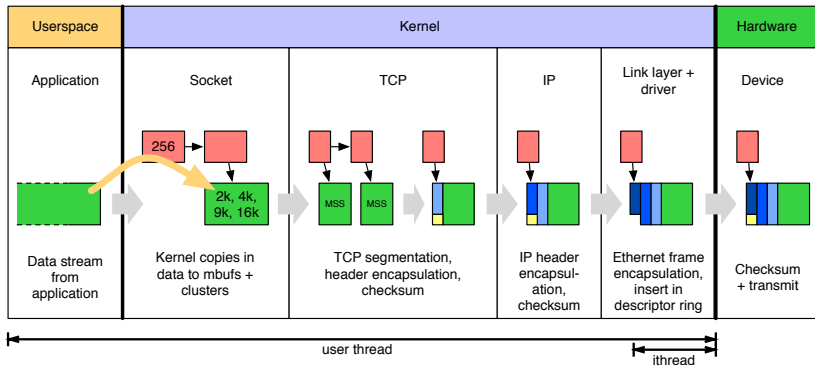 Userspace
Kernel
Hardware
Application
Socket
TCP
IP
Link layer +
driver
Device
256
2k, 4k,
9k, 16k
MSS
MSS
Data stream
from
application
Kernel copies in
data to mbufs +
clusters
TCP segmentation,
header encapsulation,
checksum
IP header
encapsul-
ation,
checksum
Ethernet frame
encapsulation,
insert in
descriptor ring
Checksum
+ transmit
user thread
ithread